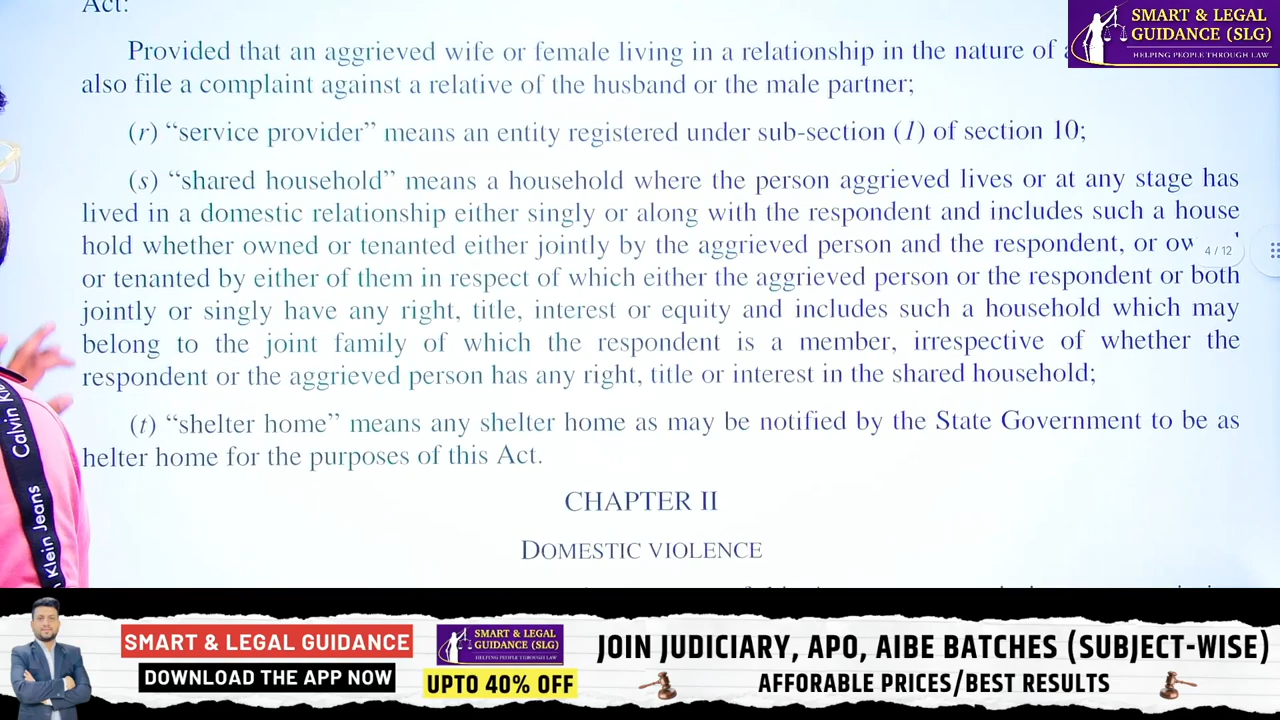 Act:
SMART & LEGAL
GUIDANCE (SLG)
HELPING PEOPLE THROUGH LAW
Provided that an aggrieved wife or female living in a relationship in the nature of a
also file a complaint against a relative of the husband or the male partner;
(r) “service provider” means an entity registered under sub-section (1) of section 10;
(s) “shared household” means a household where the person aggrieved lives or at any stage has
lived in a domestic relationship either singly or along with the respondent and includes such a house
hold whether owned or tenanted either jointly by the aggrieved person and the respondent, or ow
4 / 12
or tenanted by either of them in respect of which either the aggrieved person or the respondent or both
jointly or singly have any right, title, interest or equity and includes such a household which may
belong to the joint family of which the respondent is a member, irrespective of whether the
respondent or the aggrieved person has any right, title or interest in the shared household;
(t) “shelter home” means any shelter home as may be notified by the State Government to be as
helter home for the purposes of this Act.
CHAPTER II
DOMESTIC VIOLENCE
Calvin Kle
n Klein Jeans
SMART & LEGAL GUIDANCE
DOWNLOAD THE APP NOW
SMART & LEGAL
GUIDANCE (SLG)
HELPING PEOPLE THROUGH LAW
UPTO 40% OFF
JOIN JUDICIARY, APO, AIBE BATCHES (SUBJECT-WISE)
AFFORABLE PRICES/BEST RESULTS